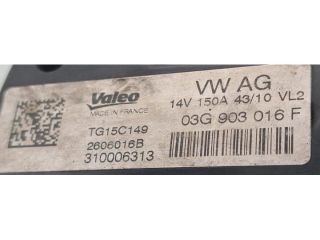 Valeo
MADE IN FRANCE
TG15C149
2606016B
310006313
VW AG
14V 150A 43/10 VL2
03G 903 016 F